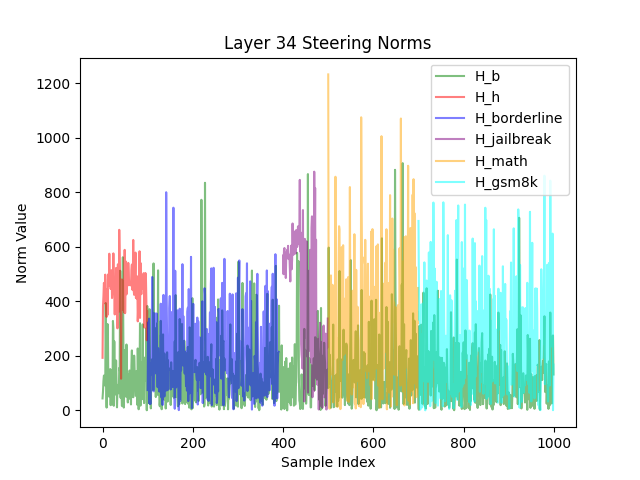 Layer 34 Steering Norms
Norm Value
1200
1000
800
600
400
200
0
0
200
400
600
800
1000
Sample Index
H_b
H_h
H_borderline
H_jailbreak
H_math
H_gsm8k